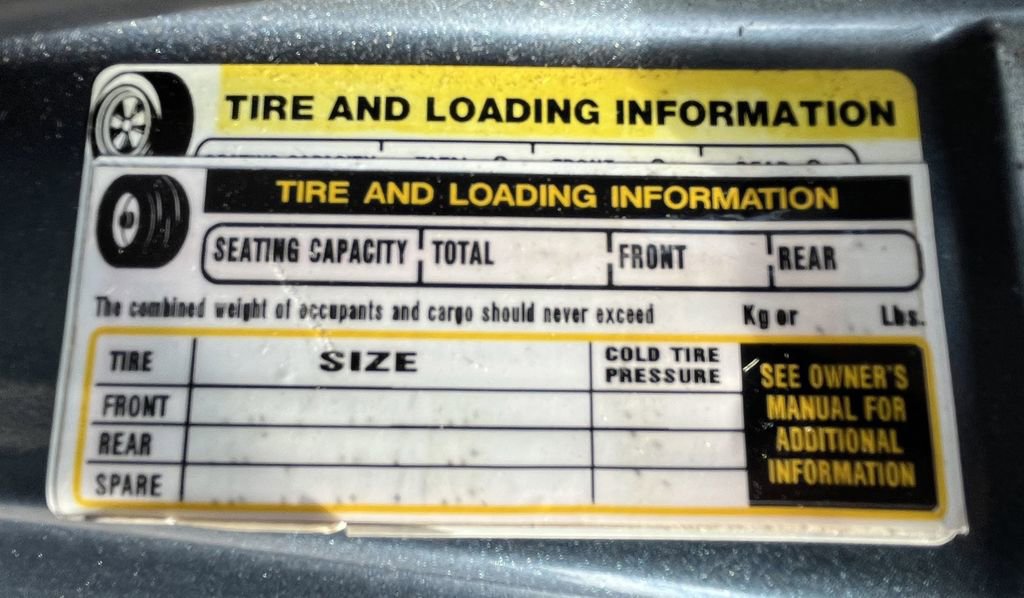 TIRE AND LOADING INFORMATION
TIRE AND LOADING INFORMATION
SEATING CAPACITY TOTAL FRONT REAR
The combined weight of occupants and cargo should never exceed Kg or Lbs.
TIRE SIZE COLD TIRE PRESSURE
FRONT
REAR
SPARE
SEE OWNER'S
MANUAL FOR
ADDITIONAL
INFORMATION